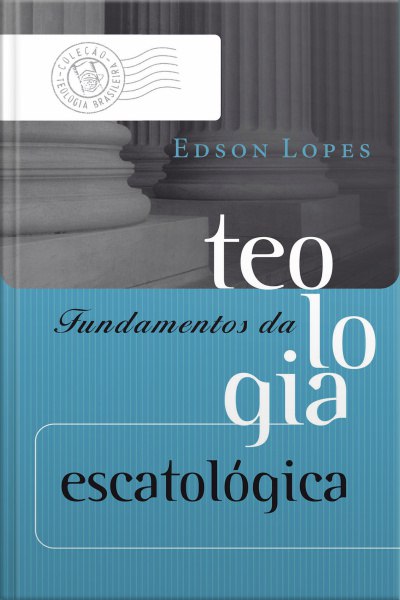 COLEÇÃO
TEOLOGIA BRASILEIRA
EDSON LOPES
teo
Fundamentos da
lo
gia
escatológica